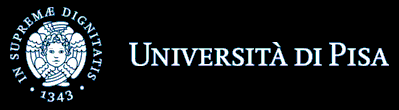 IN SUPREMÆ DIGNITATIS
· 1343 ·
UNIVERSITÀ DI PISA